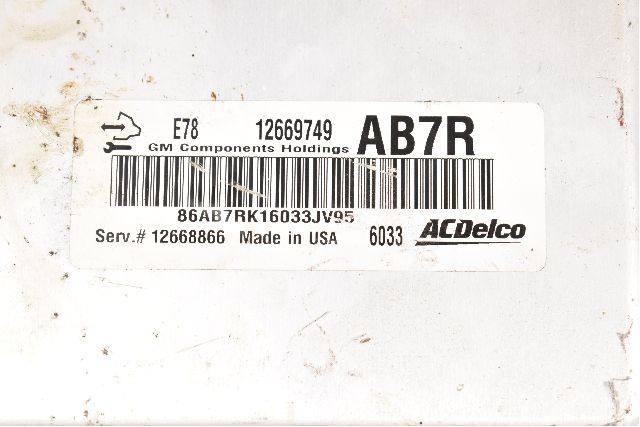 E78 12669749 AB7R
GM Components Holdings
86AB7RK16033JV95
Serv.# 12668866 Made in USA 6033 ACDelco